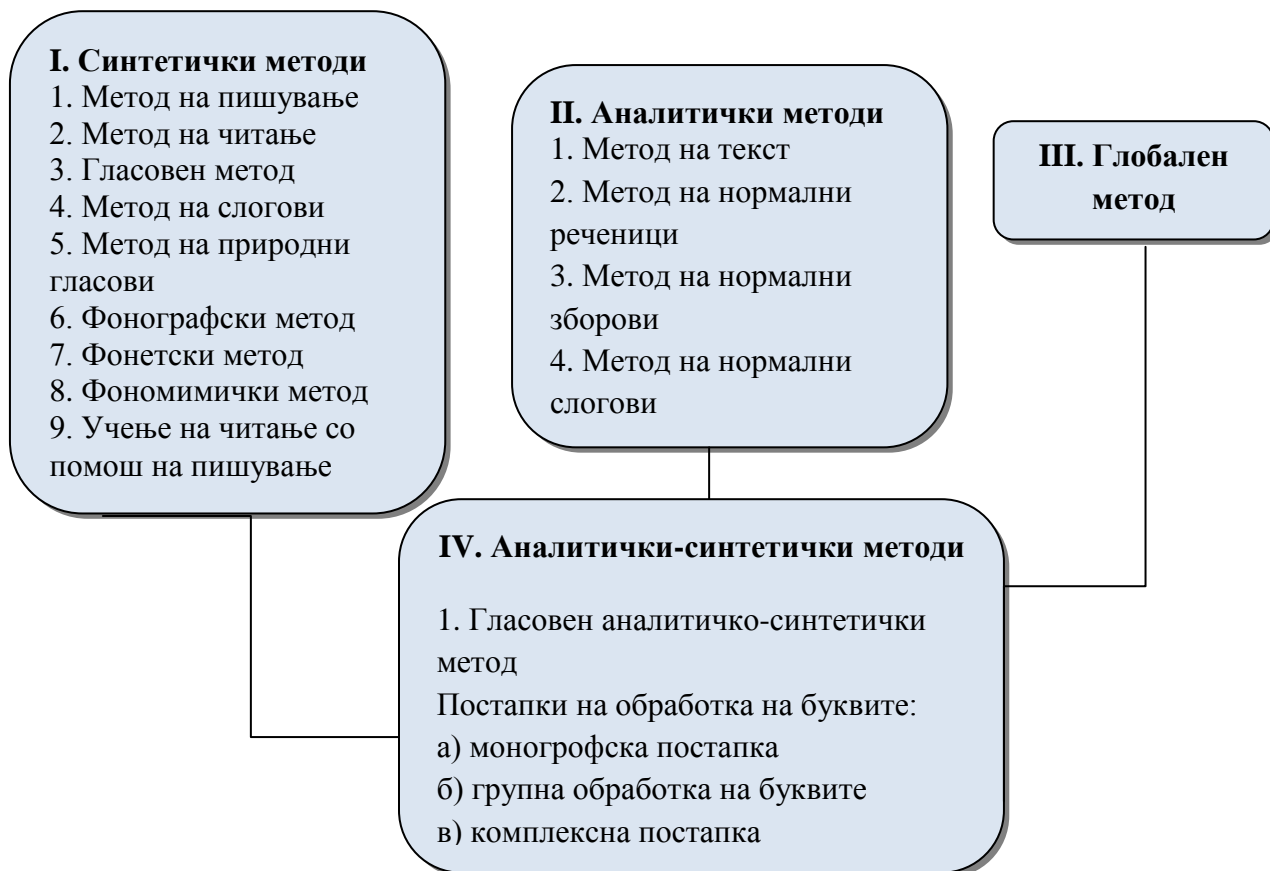 I. Синтетички методи
1. Метод на пишување
2. Метод на читање
3. Гласовен метод
4. Метод на слогови
5. Метод на природни
гласови
6. Фонографски метод
7. Фонетски метод
8. Фономимички метод
9. Учење на читање со
помош на пишување
II. Аналитички методи
1. Метод на текст
2. Метод на нормални
реченици
3. Метод на нормални
зборови
4. Метод на нормални
слогови
III. Глобален
метод
IV. Аналитички-синтетички методи
1. Гласовен аналитичко-синтетички
метод
Постапки на обработка на буквите:
а) моногрофска постапка
б) групна обработка на буквите
в) комплексна постапка